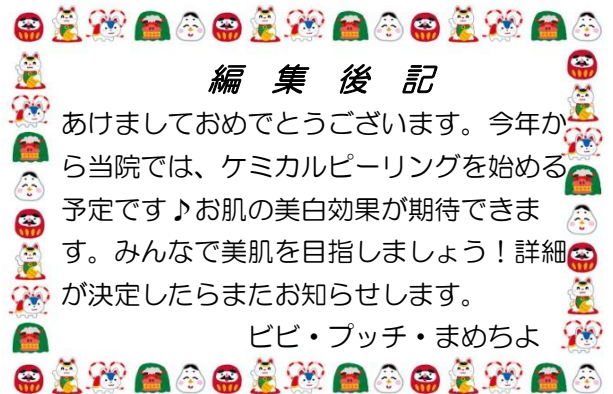 編 集 後 記
あけましておめでとうございます。今年か
ら当院では、ケミカルピーリングを始める
予定です♪お肌の美白効果が期待できま
す。みんなで美肌を目指しましょう！詳細
が決定したらまたお知らせします。
ビビ・プッチ・まめちよ